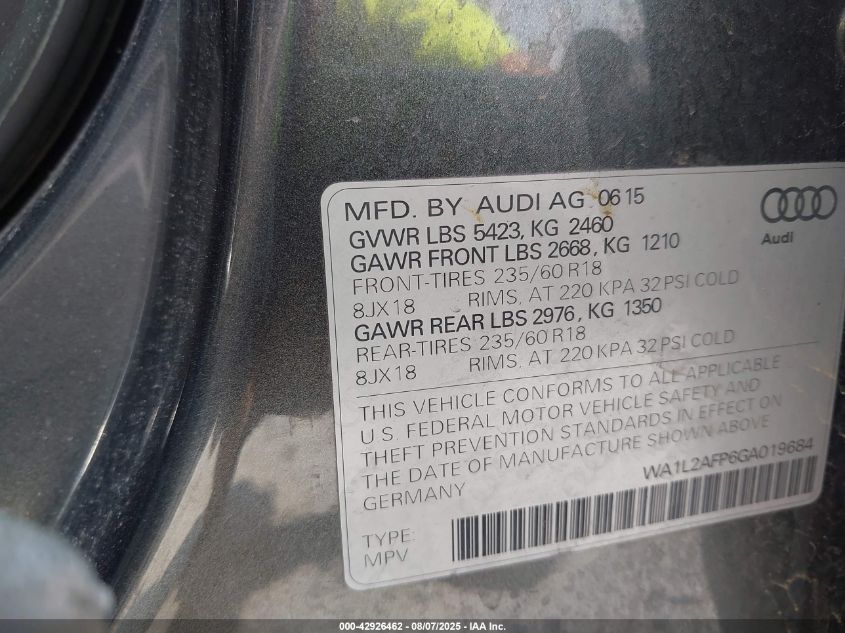 MFD. BY AUDI AG 0615
GVWR LBS 5423, KG 2460
GAWR FRONT LBS 2668, KG 1210
FRONT-TIRES 235/60 R18
8JX18 RIMS, AT 220 KPA 32 PSI COLD
GAWR REAR LBS 2976, KG 1350
REAR-TIRES 235/60 R18
8JX18 RIMS, AT 220 KPA 32 PSI COLD
Audi
THIS VEHICLE CONFORMS TO ALL APPLICABLE
U.S. FEDERAL MOTOR VEHICLE SAFETY AND
THEFT PREVENTION STANDARDS IN EFFECT ON
THE DATE OF MANUFACTURE SHOWN ABOVE
GERMANY
WA1L2AFP6GA019684
TYPE:
MPV
000-42926462 - 08/07/2025 - IAA Inc.